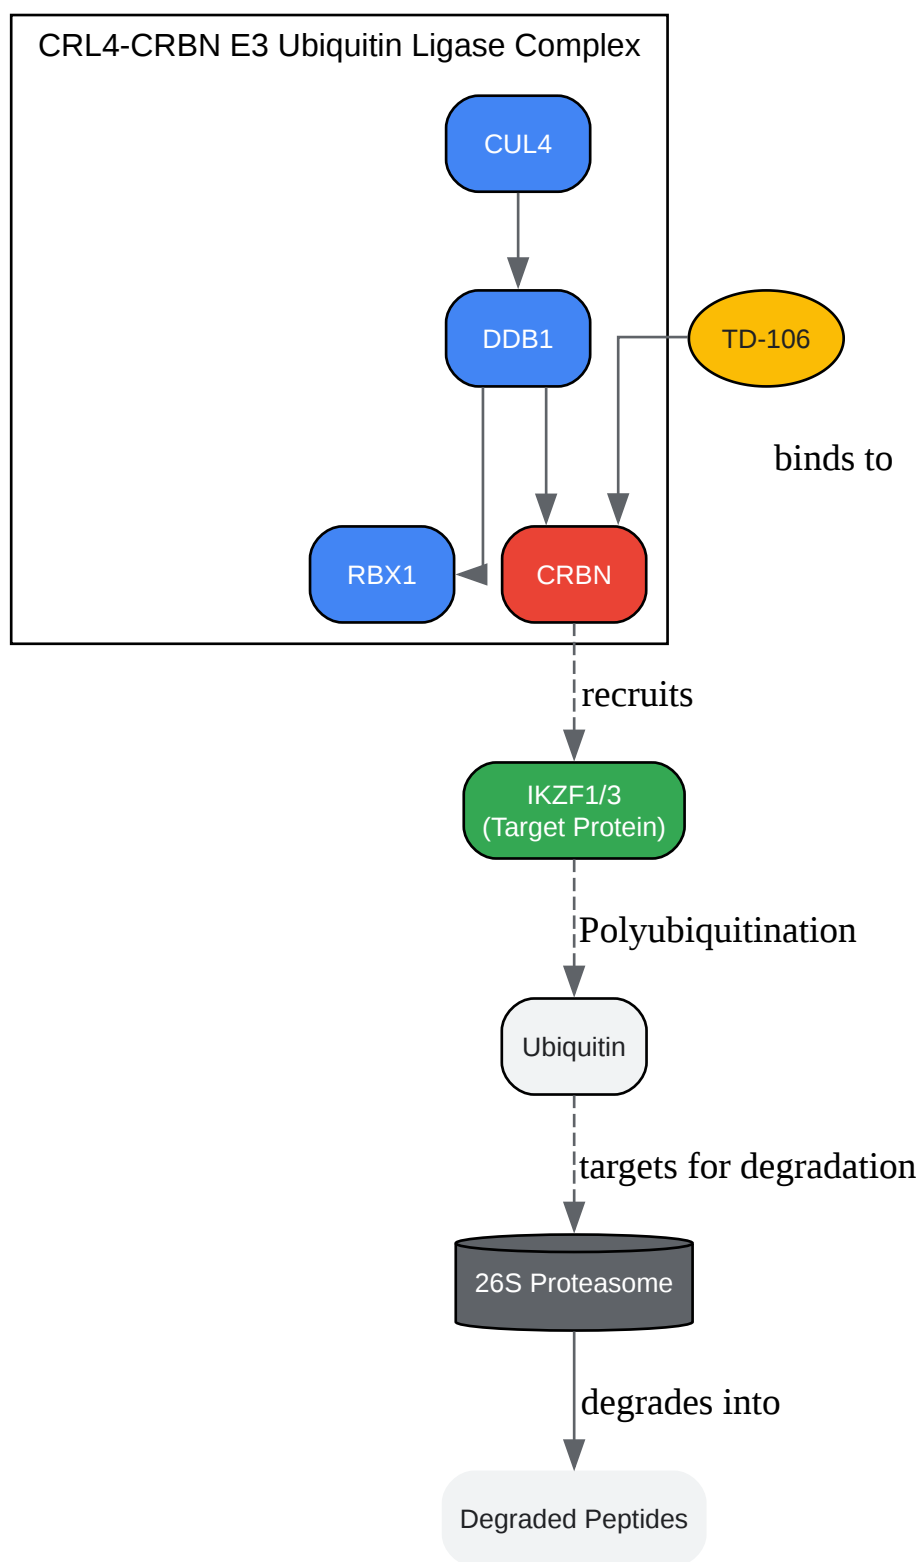 CRL4-CRBN E3 Ubiquitin Ligase Complex
CUL4
DDB1
TD-106
binds to
RBX1
CRBN
recruits
IKZF1/3
(Target Protein)
Polyubiquitination
Ubiquitin
targets for degradation
26S Proteasome
degrades into
Degraded Peptides